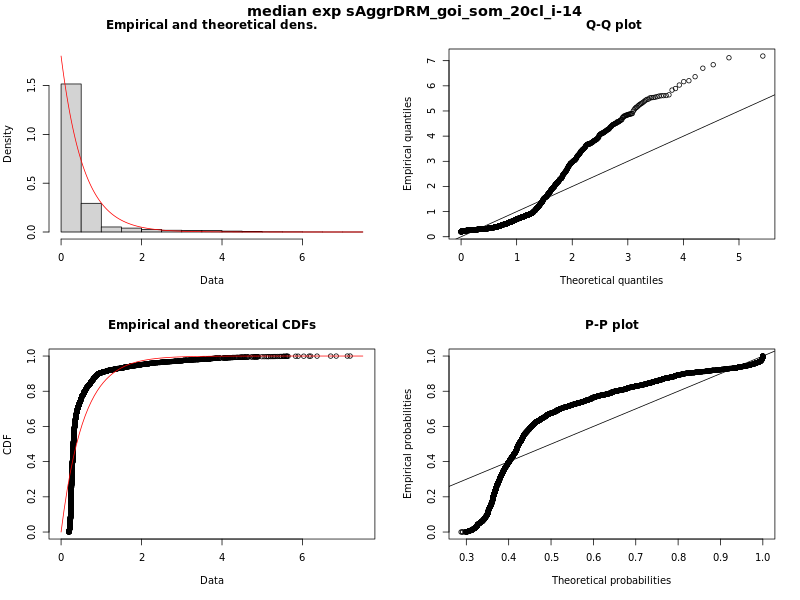 median exp sAggrDRM_goi_som_20cl_i-14
Empirical and theoretical dens.
Density
0.0 0.5 1.0 1.5
0 2 4 6
Data
Q-Q plot
Empirical quantiles
0 1 2 3 4 5 6 7
0 1 2 3 4 5
Theoretical quantiles
Empirical and theoretical CDFs
CDF
0.0 0.2 0.4 0.6 0.8 1.0
0 2 4 6
Data
P-P plot
Empirical probabilities
0.0 0.2 0.4 0.6 0.8 1.0
0.3 0.4 0.5 0.6 0.7 0.8 0.9 1.0
Theoretical probabilities